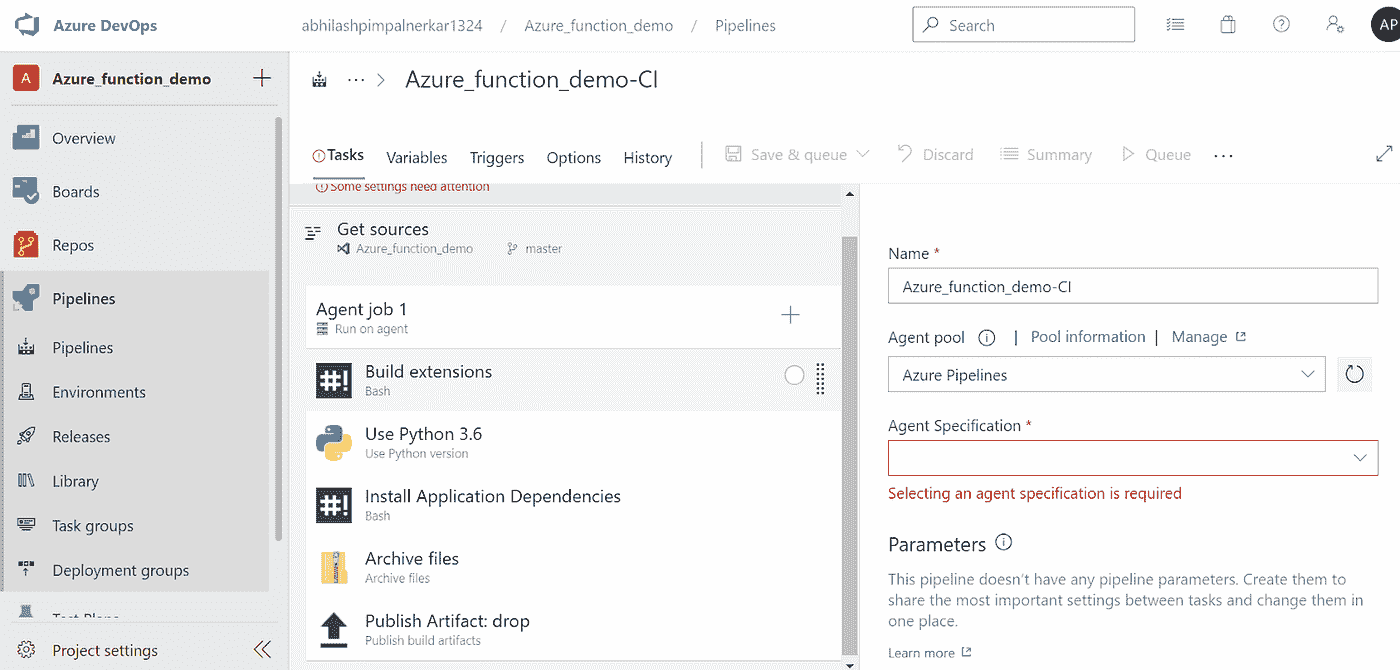 Azure DevOps
abhilashpimpalnerkar1324 / Azure_function_demo / Pipelines
Search
AP
A Azure_function_demo
Overview
Boards
Repos
Pipelines
Pipelines
Environments
Releases
Library
Task groups
Deployment groups
Test Plans
Project settings
... > Azure_function_demo-CI
Tasks Variables Triggers Options History Save & queue Discard Summary Queue ...
Some settings need attention
Get sources
Azure_function_demo master
Agent job 1
Run on agent
#! Build extensions
Bash
Use Python 3.6
Use Python version
#! Install Application Dependencies
Bash
Archive files
Archive files
Publish Artifact: drop
Publish build artifacts
Name *
Azure_function_demo-CI
Agent pool | Pool information | Manage
Azure Pipelines
Agent Specification *
Selecting an agent specification is required
Parameters
This pipeline doesn't have any pipeline parameters. Create them to
share the most important settings between tasks and change them in
one place.
Learn more